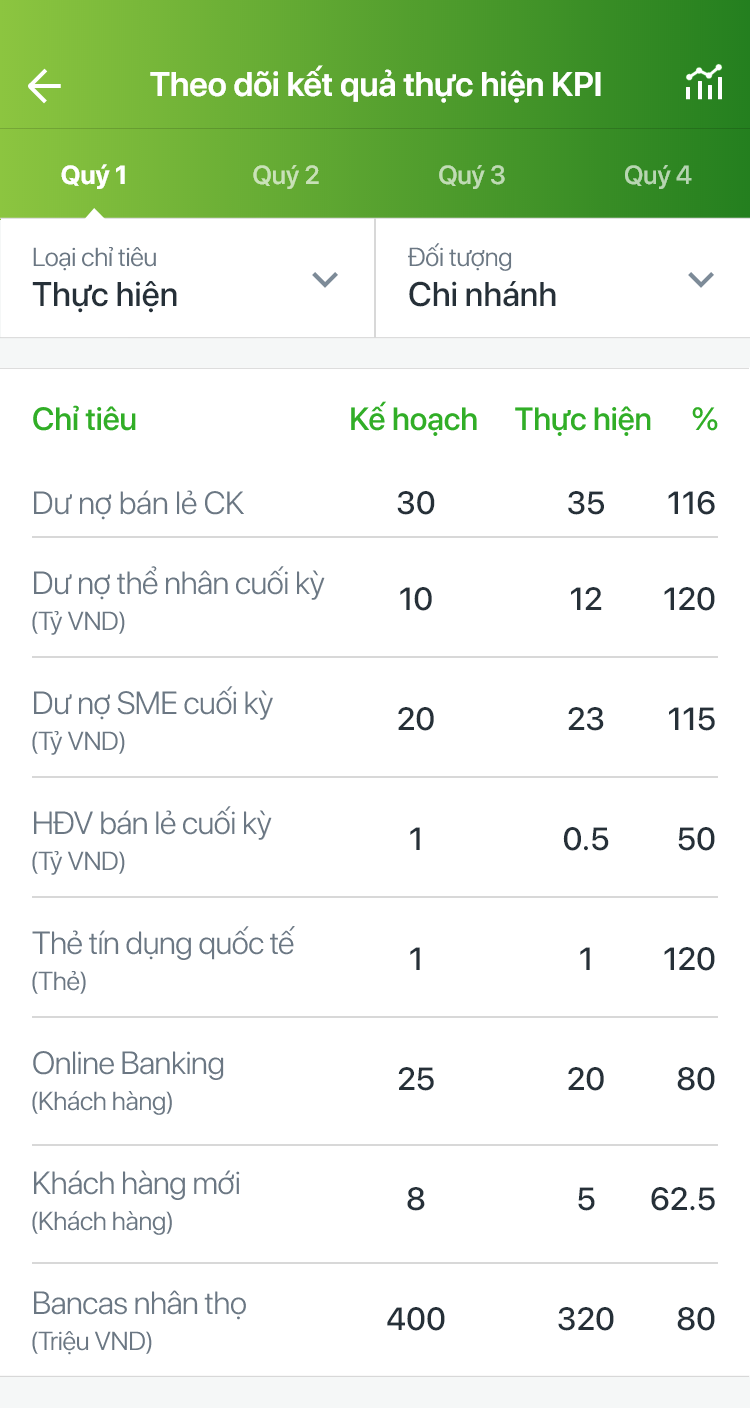 Theo dõi kết quả thực hiện KPI
Quý 1 Quý 2 Quý 3 Quý 4
Loại chỉ tiêu Đối tượng
Thực hiện Chi nhánh
Chỉ tiêu Kế hoạch Thực hiện %
Dư nợ bán lẻ CK 30 35 116
Dư nợ thể nhân cuối kỳ
(Tỷ VND) 10 12 120
Dư nợ SME cuối kỳ
(Tỷ VND) 20 23 115
HĐV bán lẻ cuối kỳ
(Tỷ VND) 1 0.5 50
Thẻ tín dụng quốc tế
(Thẻ) 1 1 120
Online Banking
(Khách hàng) 25 20 80
Khách hàng mới
(Khách hàng) 8 5 62.5
Bancas nhân thọ
(Triệu VND) 400 320 80